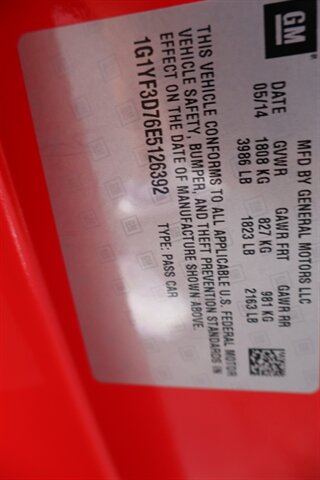 GM
MFD BY GENERAL MOTORS LLC
DATE GVWR GAWR FRT GAWR RR
05/14 1808 KG 827 KG 981 KG
3986 LB 1823 LB 2163 LB
THIS VEHICLE CONFORMS TO ALL APPLICABLE U.S. FEDERAL MOTOR
VEHICLE SAFETY, BUMPER, AND THEFT PREVENTION STANDARDS IN
EFFECT ON THE DATE OF MANUFACTURE SHOWN ABOVE.
1G1YF3D76E5126392 TYPE: PASS CAR